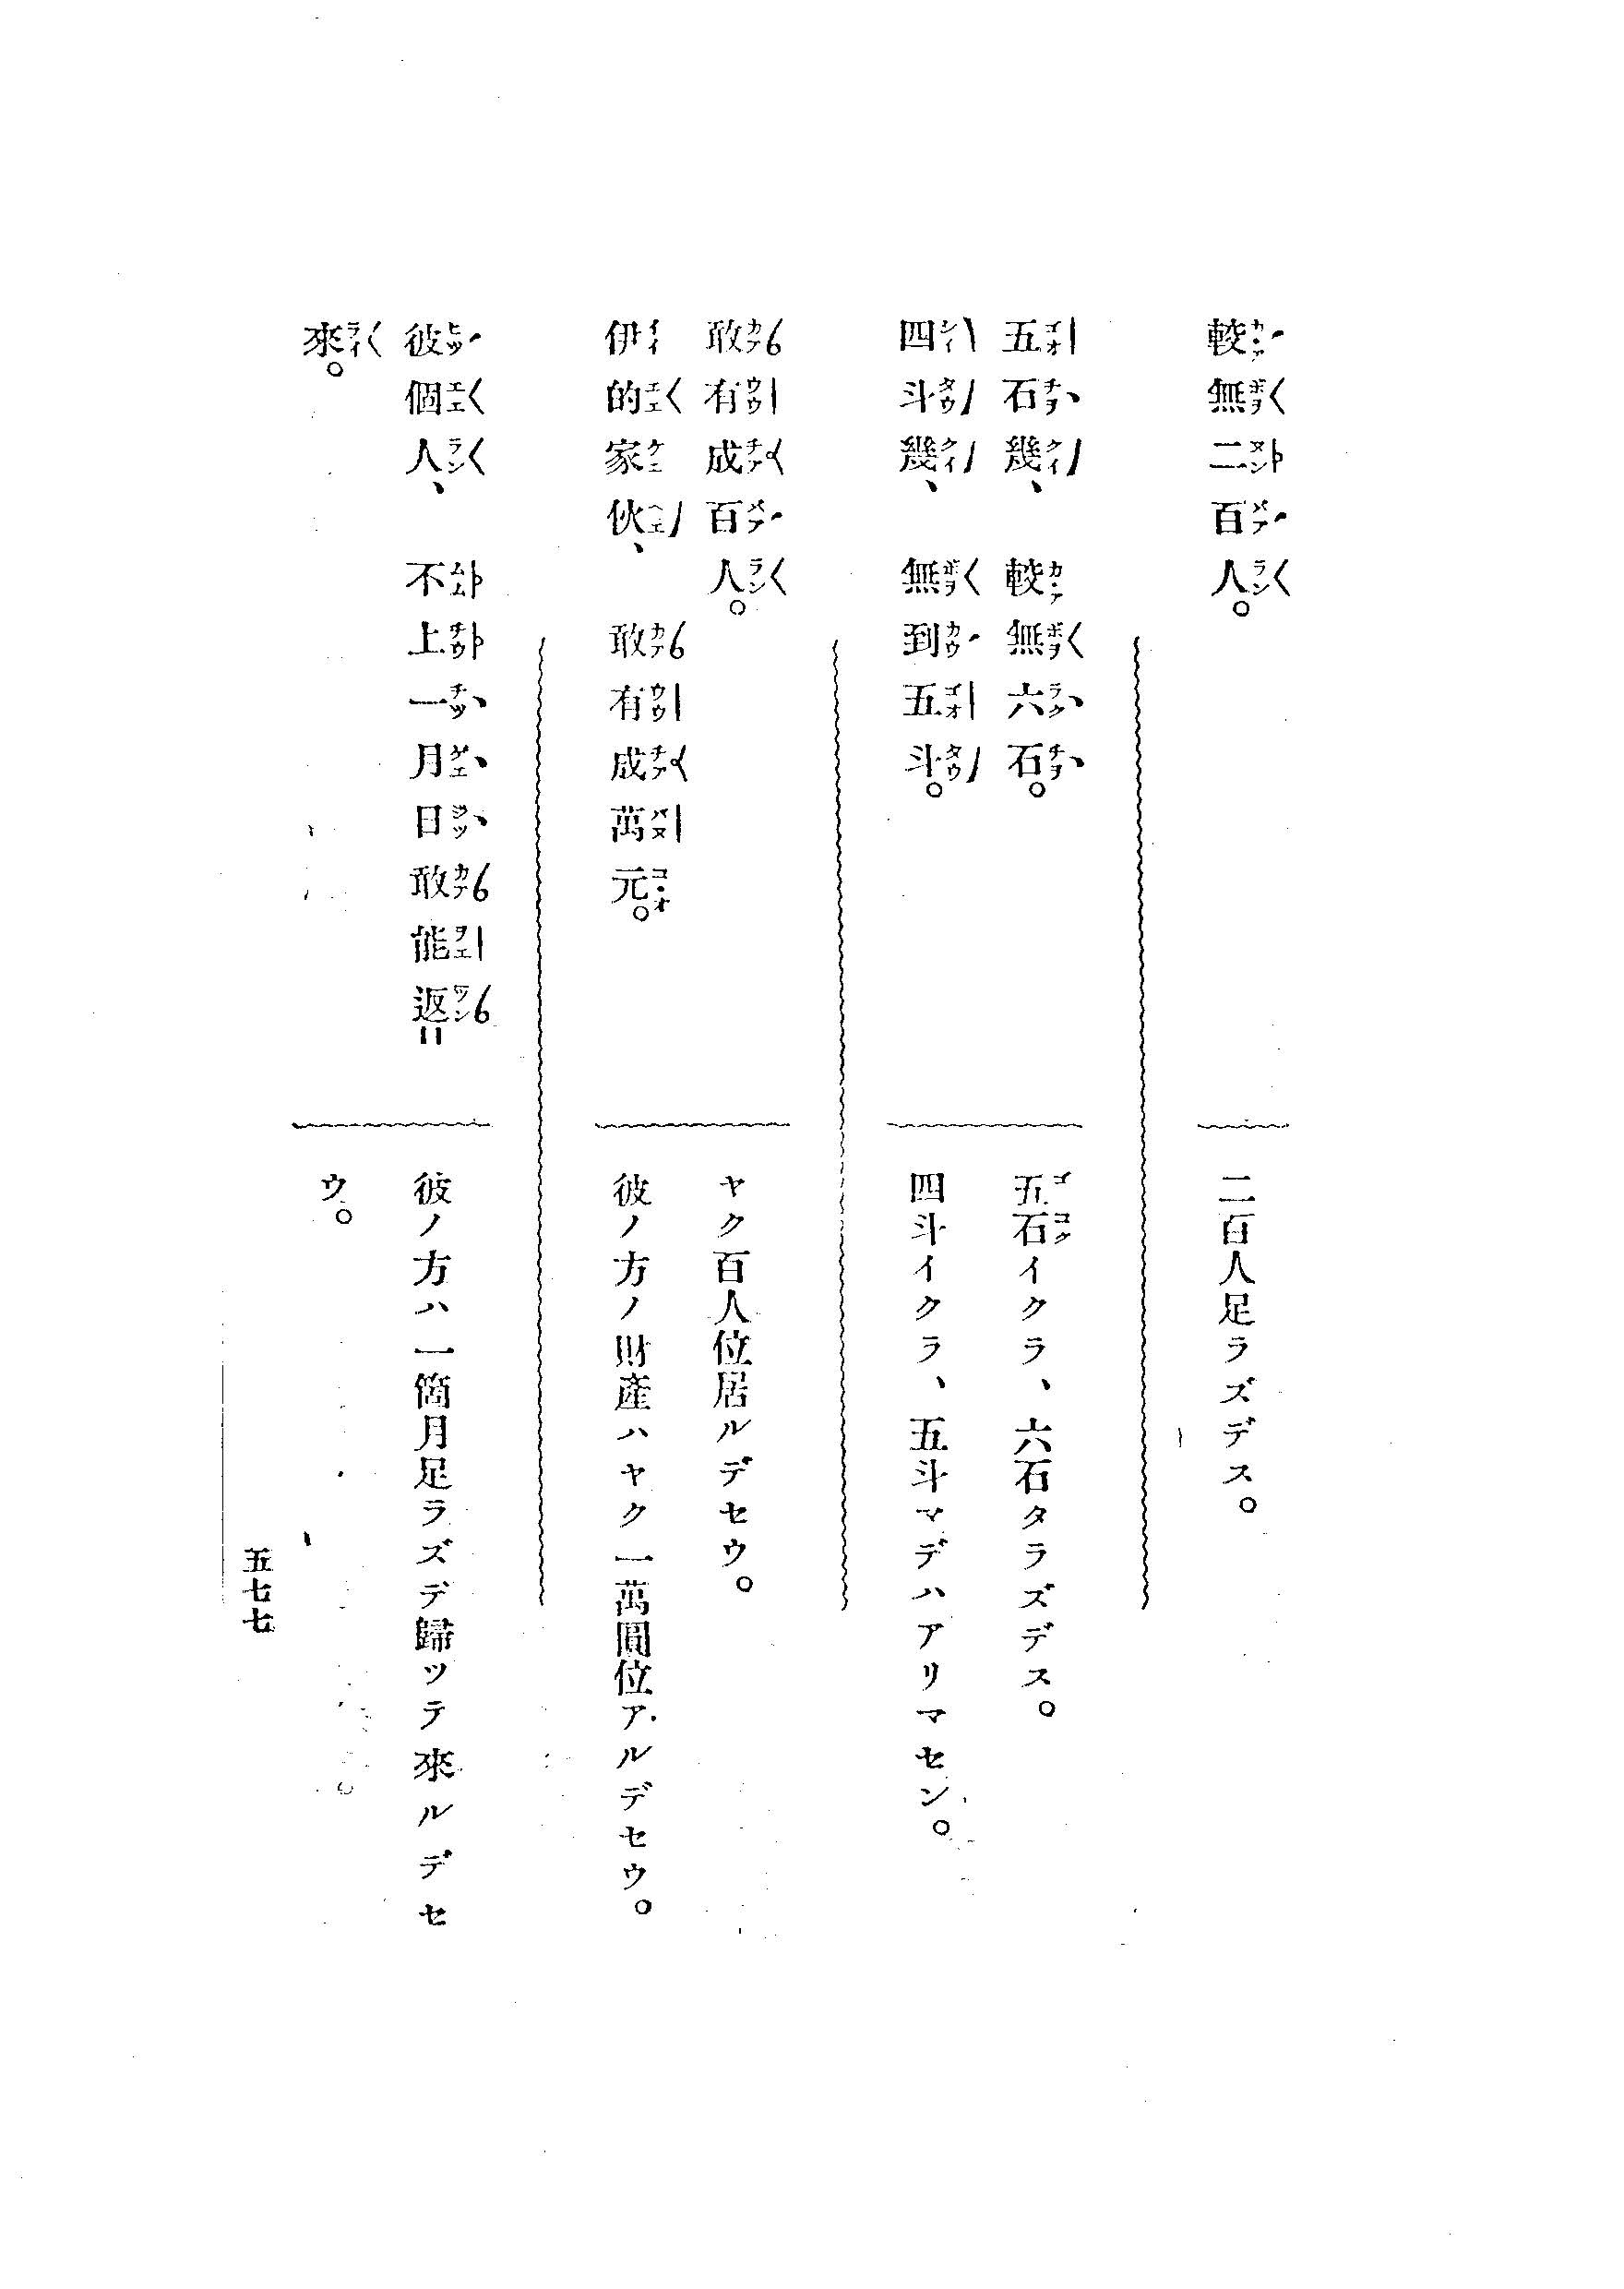 較無二百人。
二百人足ラズデス。
五石幾、較無六石。
五石イクラ、六石タラズデス。
四斗幾、無到五斗。
四斗イクラ、五斗マデハアリマセン。
敢有成百人。
ヤク百人位居ルデセウ。
伊的家伙、敢有成萬元。
彼ノ方ノ財產ハヤク一萬圓位アルデセウ。
彼個人、不上一月日敢能返=
來。
彼ノ方ハ一箇月足ラズデ歸ツテ來ルデセ
ウ。
五七七